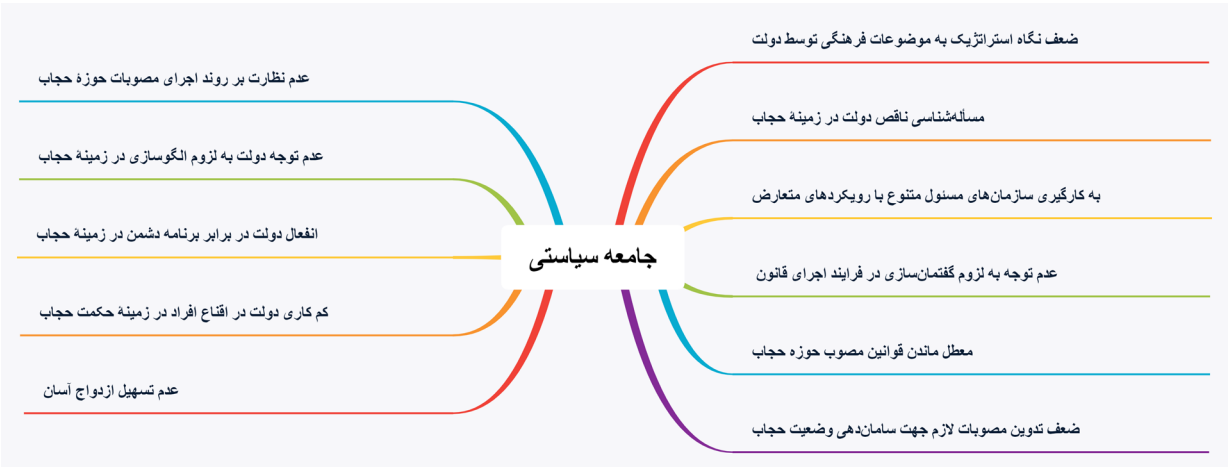 جامعه سیاستی
ضعف نگاه استراتژیک به موضوعات فرهنگی توسط دولت
مسأله‌شناسی ناقص دولت در زمینهٔ حجاب
به کارگیری سازمان‌های مسئول متنوع با رویکردهای متعارض
عدم توجه به لزوم گفتمان‌سازی در فرایند اجرای قانون
معطل ماندن قوانین مصوب حوزه حجاب
ضعف تدوین مصوبات لازم جهت سامان‌دهی وضعیت حجاب
عدم نظارت بر روند اجرای مصوبات حوزهٔ حجاب
عدم توجه دولت به لزوم الگوسازی در زمینهٔ حجاب
انفعال دولت در برابر برنامه دشمن در زمینهٔ حجاب
کم کاری دولت در اقناع افراد در زمینهٔ حکمت حجاب
عدم تسهیل ازدواج آسان